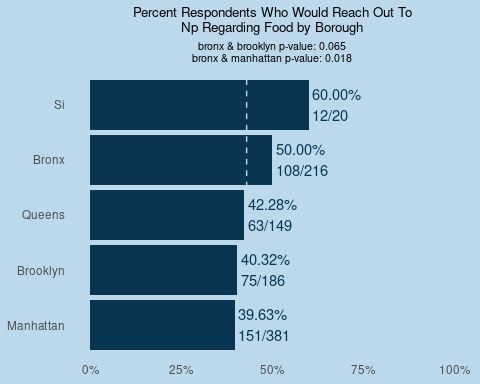 Percent Respondents Who Would Reach Out To
Np Regarding Food by Borough
bronx & brooklyn p-value: 0.065
bronx & manhattan p-value: 0.018
Si
60.00%
12/20
Bronx
50.00%
108/216
Queens
42.28%
63/149
Brooklyn
40.32%
75/186
Manhattan
39.63%
151/381
0%
25%
50%
75%
100%